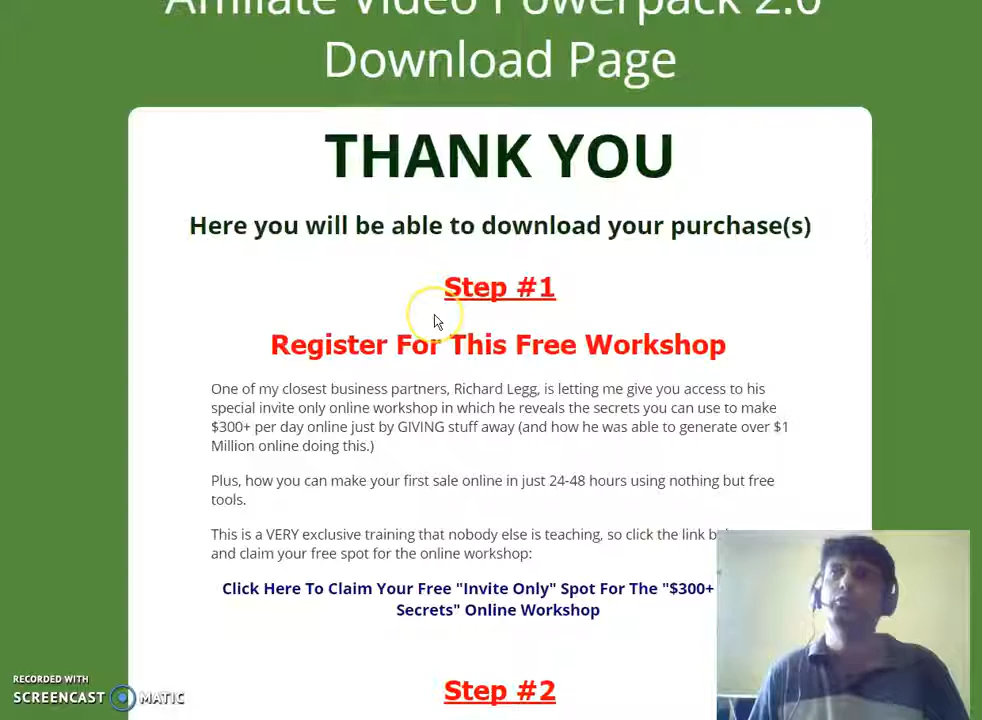 Affiliate Video Powerpack 2.0
Download Page
THANK YOU
Here you will be able to download your purchase(s)
Step #1
Register For This Free Workshop
One of my closest business partners, Richard Legg, is letting me give you access to his
special invite only online workshop in which he reveals the secrets you can use to make
$300+ per day online just by GIVING stuff away (and how he was able to generate over $1
Million online doing this.)
Plus, how you can make your first sale online in just 24-48 hours using nothing but free
tools.
This is a VERY exclusive training that nobody else is teaching, so click the link
and claim your free spot for the online workshop:
Click Here To Claim Your Free "Invite Only" Spot For The "$300+
Secrets" Online Workshop
Step #2
RECORDED WITH
SCREENCAST MATIC